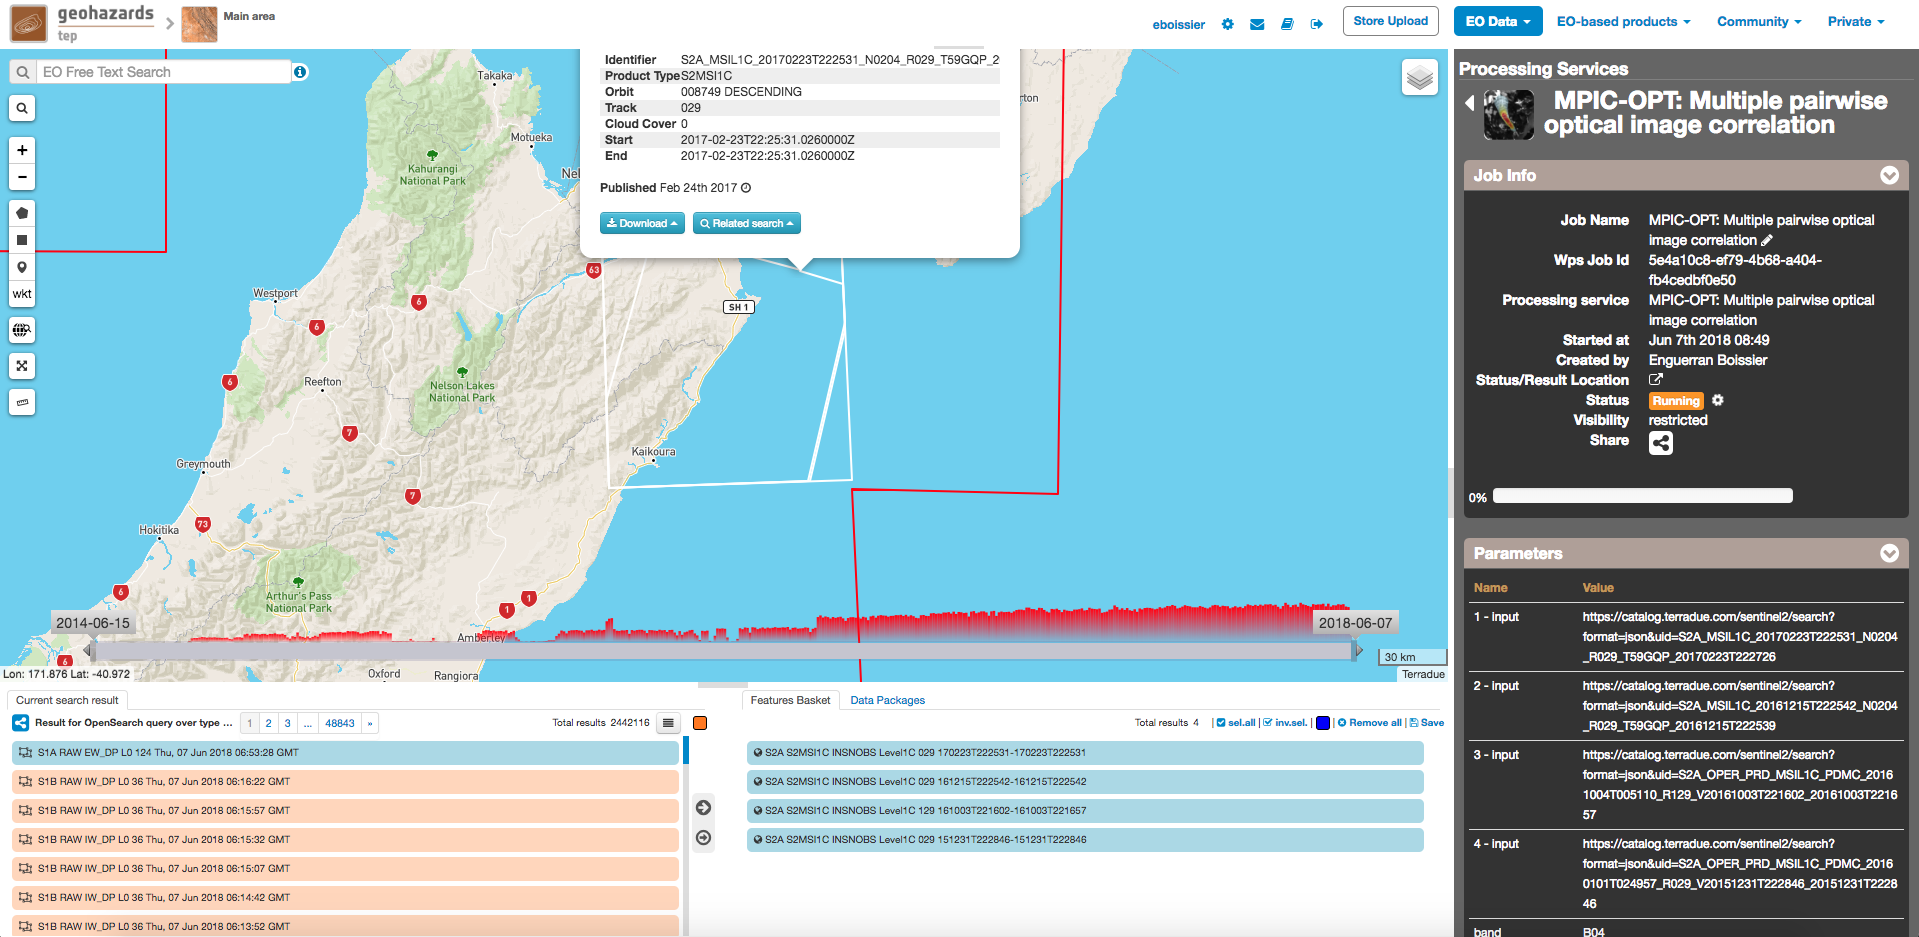 geohazards
tep
Main area
eboissier
Store Upload
EO Data
EO-based products
Community
Private
EO Free Text Search
+
−
wkt
Identifier S2A_MSIL1C_20170223T222531_N0204_R029_T59GQP_2
Product Type S2MSI1C
Orbit 008749 DESCENDING
Track 029
Cloud Cover 0
Start 2017-02-23T22:25:31.0260000Z
End 2017-02-23T22:25:31.0260000Z
Published Feb 24th 2017
Download
Related search
Takaka
Motueka
Nel
rton
Kahurangi
National Park
63
Westport
6
6
SH 1
6
Reefton
Nelson Lakes
National Park
7
Kaikoura
Greymouth
7
Hokitika
73
Arthur's Pass
National Park
6
1
1
2014-06-15
Amberley
2018-06-07
6
30 km
Lon: 171.876 Lat: -40.972
Oxford
Rangiora
Terradue
Current search result
Result for OpenSearch query over type ...
1
2
3
...
48843
»
Total results 2442116
S1A RAW EW_DP L0 124 Thu, 07 Jun 2018 06:53:28 GMT
S1B RAW IW_DP L0 36 Thu, 07 Jun 2018 06:16:22 GMT
S1B RAW IW_DP L0 36 Thu, 07 Jun 2018 06:15:57 GMT
S1B RAW IW_DP L0 36 Thu, 07 Jun 2018 06:15:32 GMT
S1B RAW IW_DP L0 36 Thu, 07 Jun 2018 06:15:07 GMT
S1B RAW IW_DP L0 36 Thu, 07 Jun 2018 06:14:42 GMT
S1B RAW IW_DP L0 36 Thu, 07 Jun 2018 06:13:52 GMT
Features Basket
Data Packages
Total results 4 | sel.all | inv.sel. | | Remove all | Save
S2A S2MSI1C INSNOBS Level1C 029 170223T222531-170223T222531
S2A S2MSI1C INSNOBS Level1C 029 161215T222542-161215T222542
S2A S2MSI1C INSNOBS Level1C 129 161003T221602-161003T221657
S2A S2MSI1C INSNOBS Level1C 029 151231T222846-151231T222846
Processing Services
MPIC-OPT: Multiple pairwise
optical image correlation
Job Info
Job Name MPIC-OPT: Multiple pairwise optical
image correlation
Wps Job Id 5e4a10c8-ef79-4b68-a404-
fb4cedbf0e50
Processing service MPIC-OPT: Multiple pairwise optical
image correlation
Started at Jun 7th 2018 08:49
Created by Enguerran Boissier
Status/Result Location
Status Running
Visibility restricted
Share
0%
Parameters
Name Value
1 - input https://catalog.terradue.com/sentinel2/search?
format=json&uid=S2A_MSIL1C_20170223T222531_N0204
_R029_T59GQP_20170223T222726
2 - input https://catalog.terradue.com/sentinel2/search?
format=json&uid=S2A_MSIL1C_20161215T222542_N0204
_R029_T59GQP_20161215T222539
3 - input https://catalog.terradue.com/sentinel2/search?
format=json&uid=S2A_OPER_PRD_MSIL1C_PDMC_2016
1004T005110_R129_V20161003T221602_20161003T2216
57
4 - input https://catalog.terradue.com/sentinel2/search?
format=json&uid=S2A_OPER_PRD_MSIL1C_PDMC_2016
0101T024957_R029_V20151231T222846_20151231T2228
46
band B04